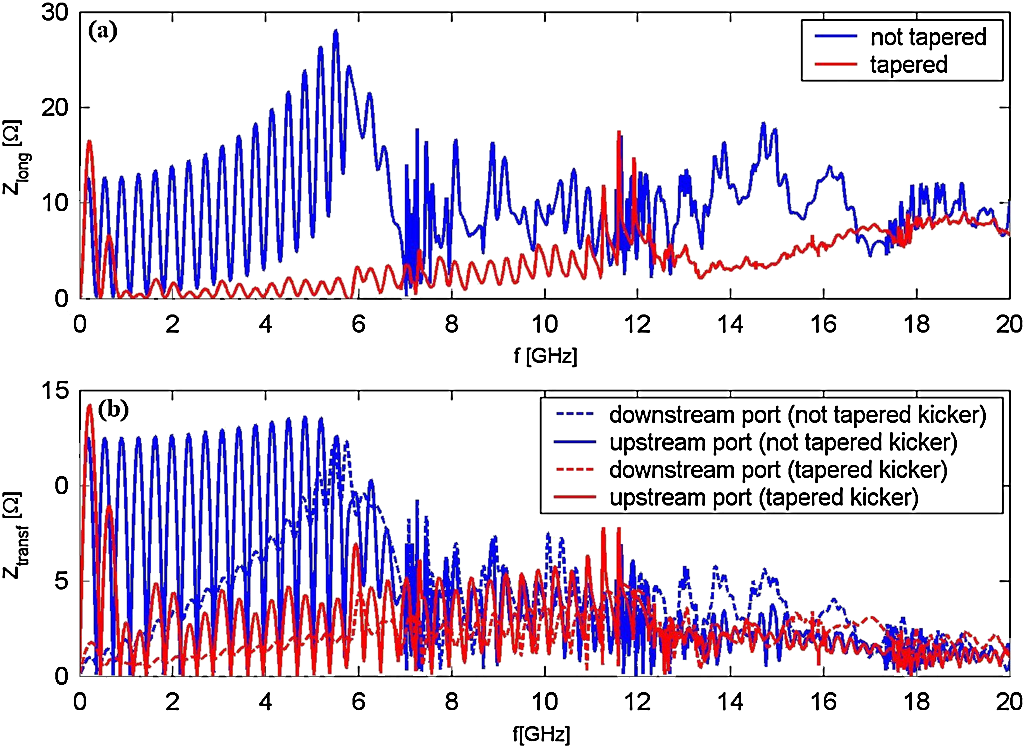 (a)
30
20
10
0
Z_long [Ω]
not tapered
tapered
0 2 4 6 8 10 12 14 16 18 20
f [GHz]
(b)
15
0
5
0
Z_transf [Ω]
downstream port (not tapered kicker)
upstream port (not tapered kicker)
downstream port (tapered kicker)
upstream port (tapered kicker)
0 2 4 6 8 10 12 14 16 18 20
f[GHz]